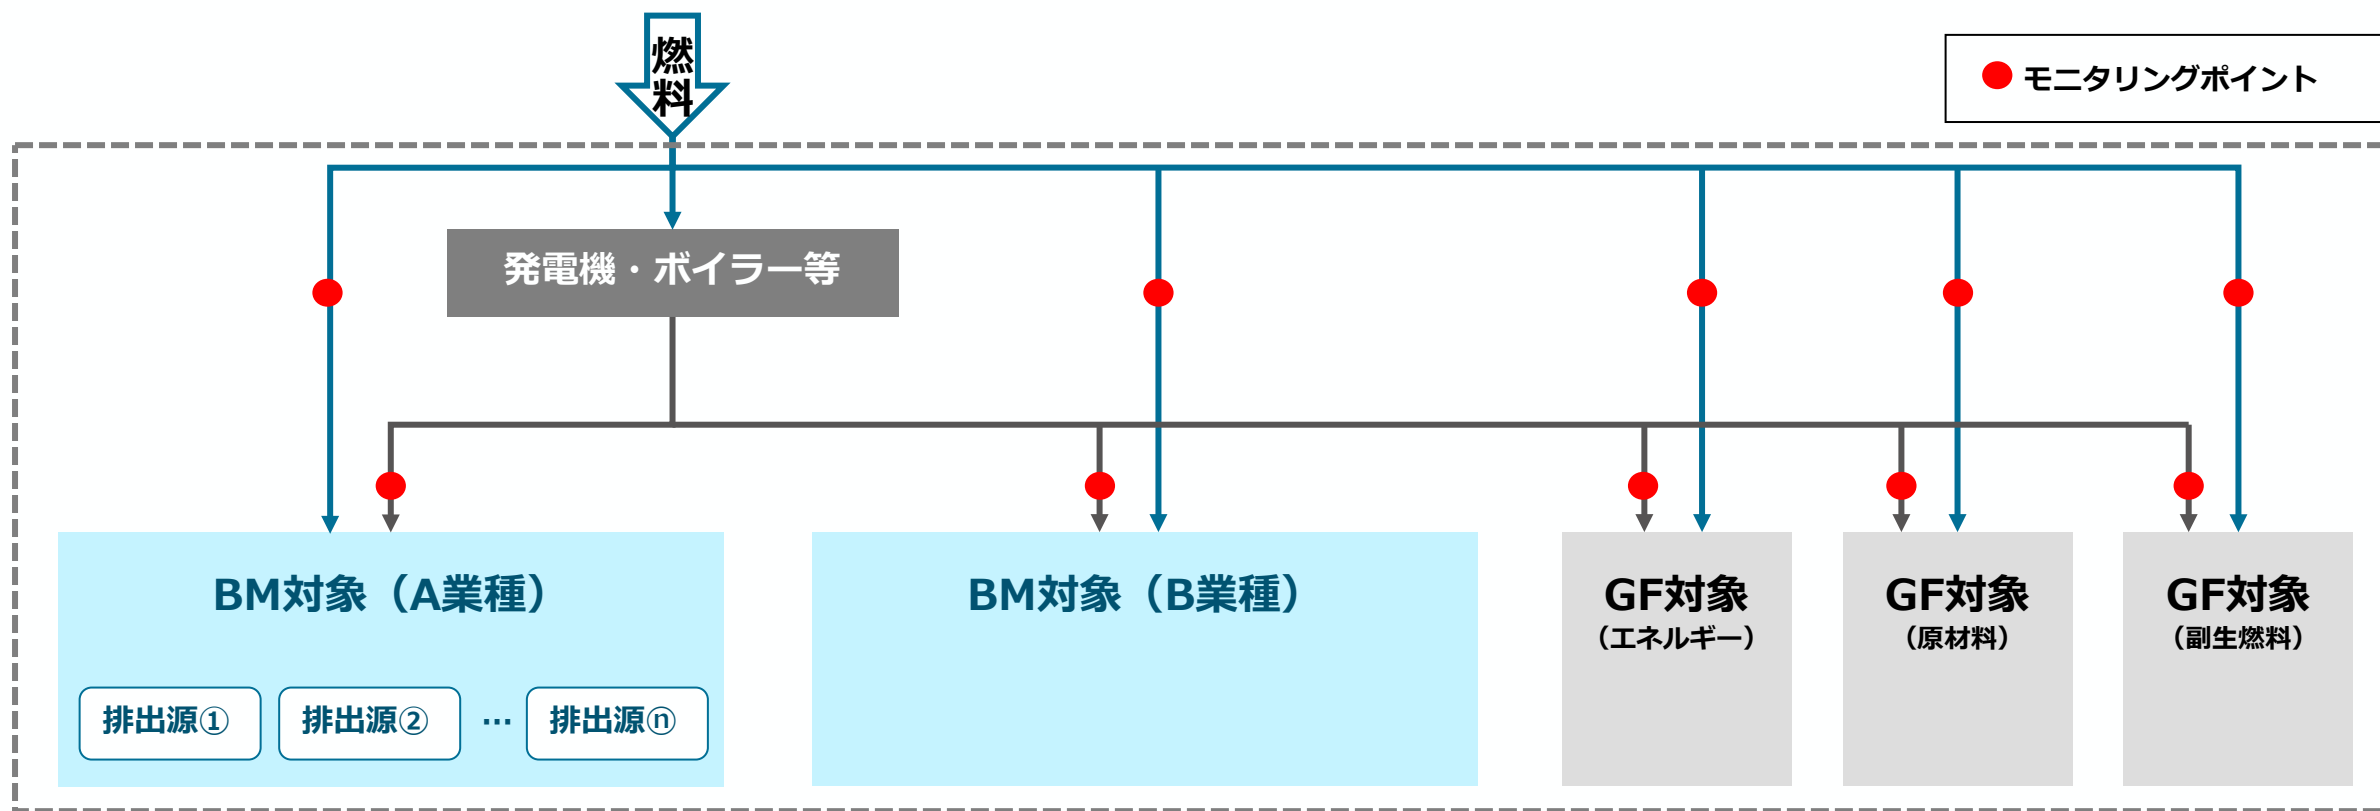 燃
料
モニタリングポイント
発電機・ボイラー等
BM対象（A業種）
BM対象（B業種）
GF対象
（エネルギー）
GF対象
（原材料）
GF対象
（副生燃料）
排出源①
排出源②
…
排出源ⓝ